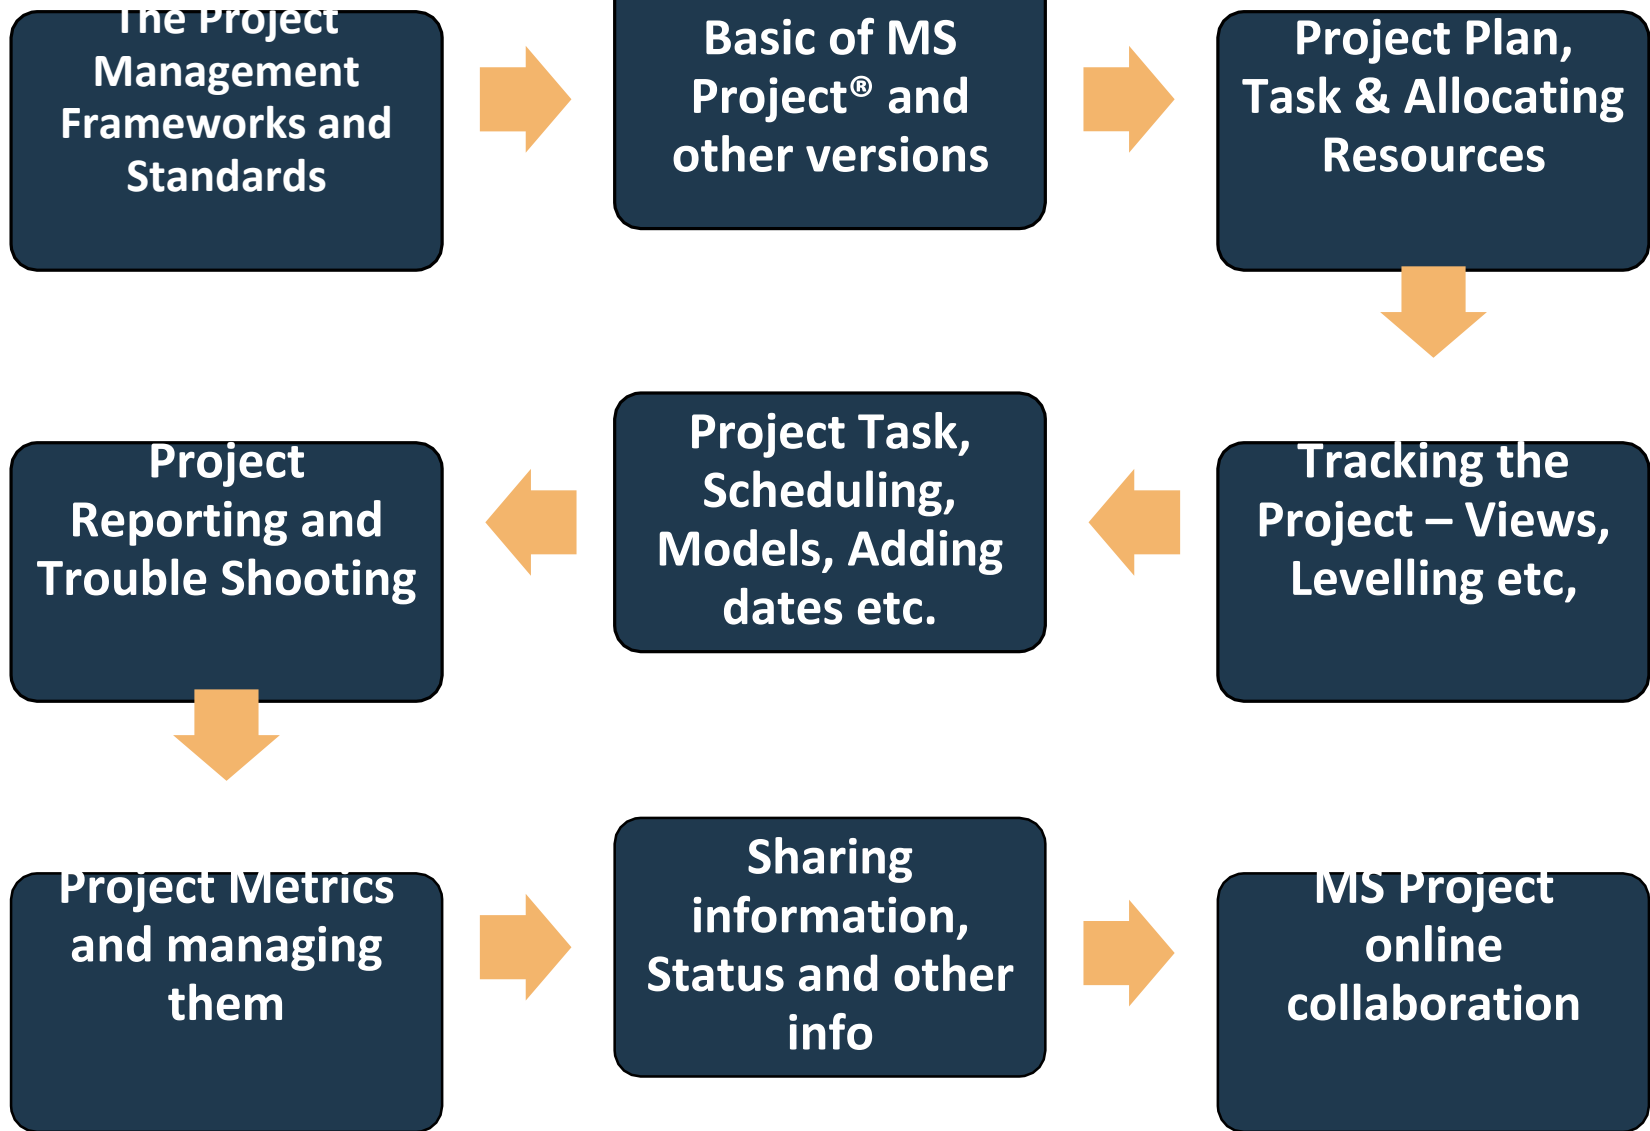 The Project
Management
Frameworks and
Standards
Basic of MS
Project® and
other versions
Project Plan,
Task & Allocating
Resources
Tracking the
Project – Views,
Levelling etc,
Project Task,
Scheduling,
Models, Adding
dates etc.
Project
Reporting and
Trouble Shooting
Project Metrics
and managing
them
Sharing
information,
Status and other
info
MS Project
online
collaboration